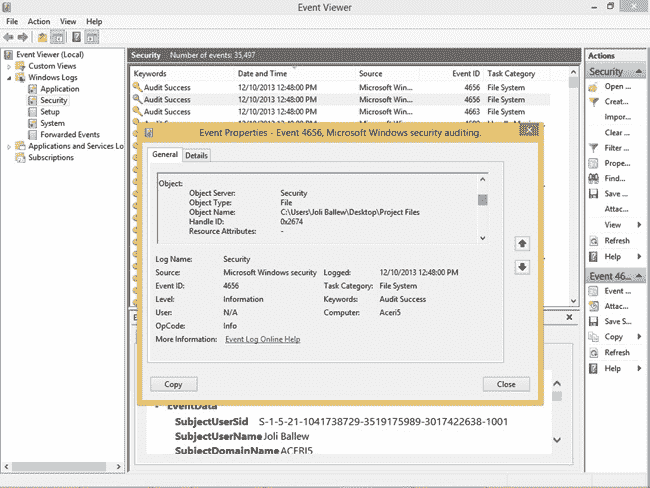 Event Viewer
File Action View Help
Event Viewer (Local)
Custom Views
Windows Logs
Application
Security
Setup
System
Forwarded Events
Applications and Services Lo
Subscriptions
Security Number of events: 35,497
Keywords Date and Time Source Event ID Task Category
Audit Success 12/10/2013 12:48:00 PM Microsoft Win... 4656 File System
Audit Success 12/10/2013 12:48:00 PM Microsoft Win... 4656 File System
Audit Success 12/10/2013 12:48:00 PM Microsoft Win... 4663 File System
Event Properties - Event 4656, Microsoft Windows security auditing.
General Details
Object:
Object Server: Security
Object Type: File
Object Name: C:\Users\Joli Ballew\Desktop\Project Files
Handle ID: 0x2674
Resource Attributes: -
Log Name: Security
Source: Microsoft Windows security Logged: 12/10/2013 12:48:00 PM
Event ID: 4656 Task Category: File System
Level: Information Keywords: Audit Success
User: N/A Computer: Aceri5
OpCode: Info
More Information: Event Log Online Help
Copy Close
EventData
SubjectUserSid S-1-5-21-1041738729-3519175989-3017422638-1001
SubjectUserName Joli Ballew
SubjectDomainName ACERI5
Actions
Security
Open ...
Creat...
Impor...
Clear ...
Filter ...
Prope...
Find...
Save ...
Attac...
View
Refresh
Help
Event 46...
Event ...
Attac...
Save S...
Copy
Refresh
Help